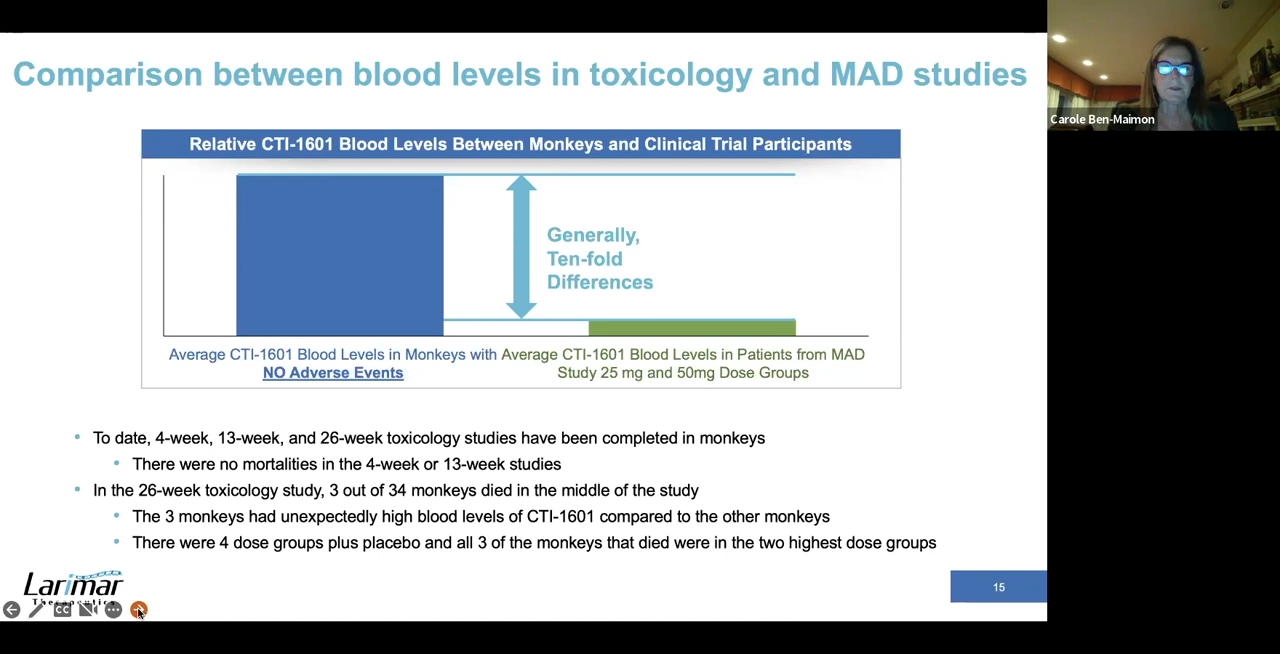 Comparison between blood levels in toxicology and MAD studies
Carole Ben-Maimon
Relative CTI-1601 Blood Levels Between Monkeys and Clinical Trial Participants
Generally,
Ten-fold
Differences
Average CTI-1601 Blood Levels in Monkeys with
NO Adverse Events
Average CTI-1601 Blood Levels in Patients from MAD
Study 25 mg and 50mg Dose Groups
• To date, 4-week, 13-week, and 26-week toxicology studies have been completed in monkeys
• There were no mortalities in the 4-week or 13-week studies
• In the 26-week toxicology study, 3 out of 34 monkeys died in the middle of the study
• The 3 monkeys had unexpectedly high blood levels of CTI-1601 compared to the other monkeys
• There were 4 dose groups plus placebo and all 3 of the monkeys that died were in the two highest dose groups
Larimar
Therapeutics
CC
15